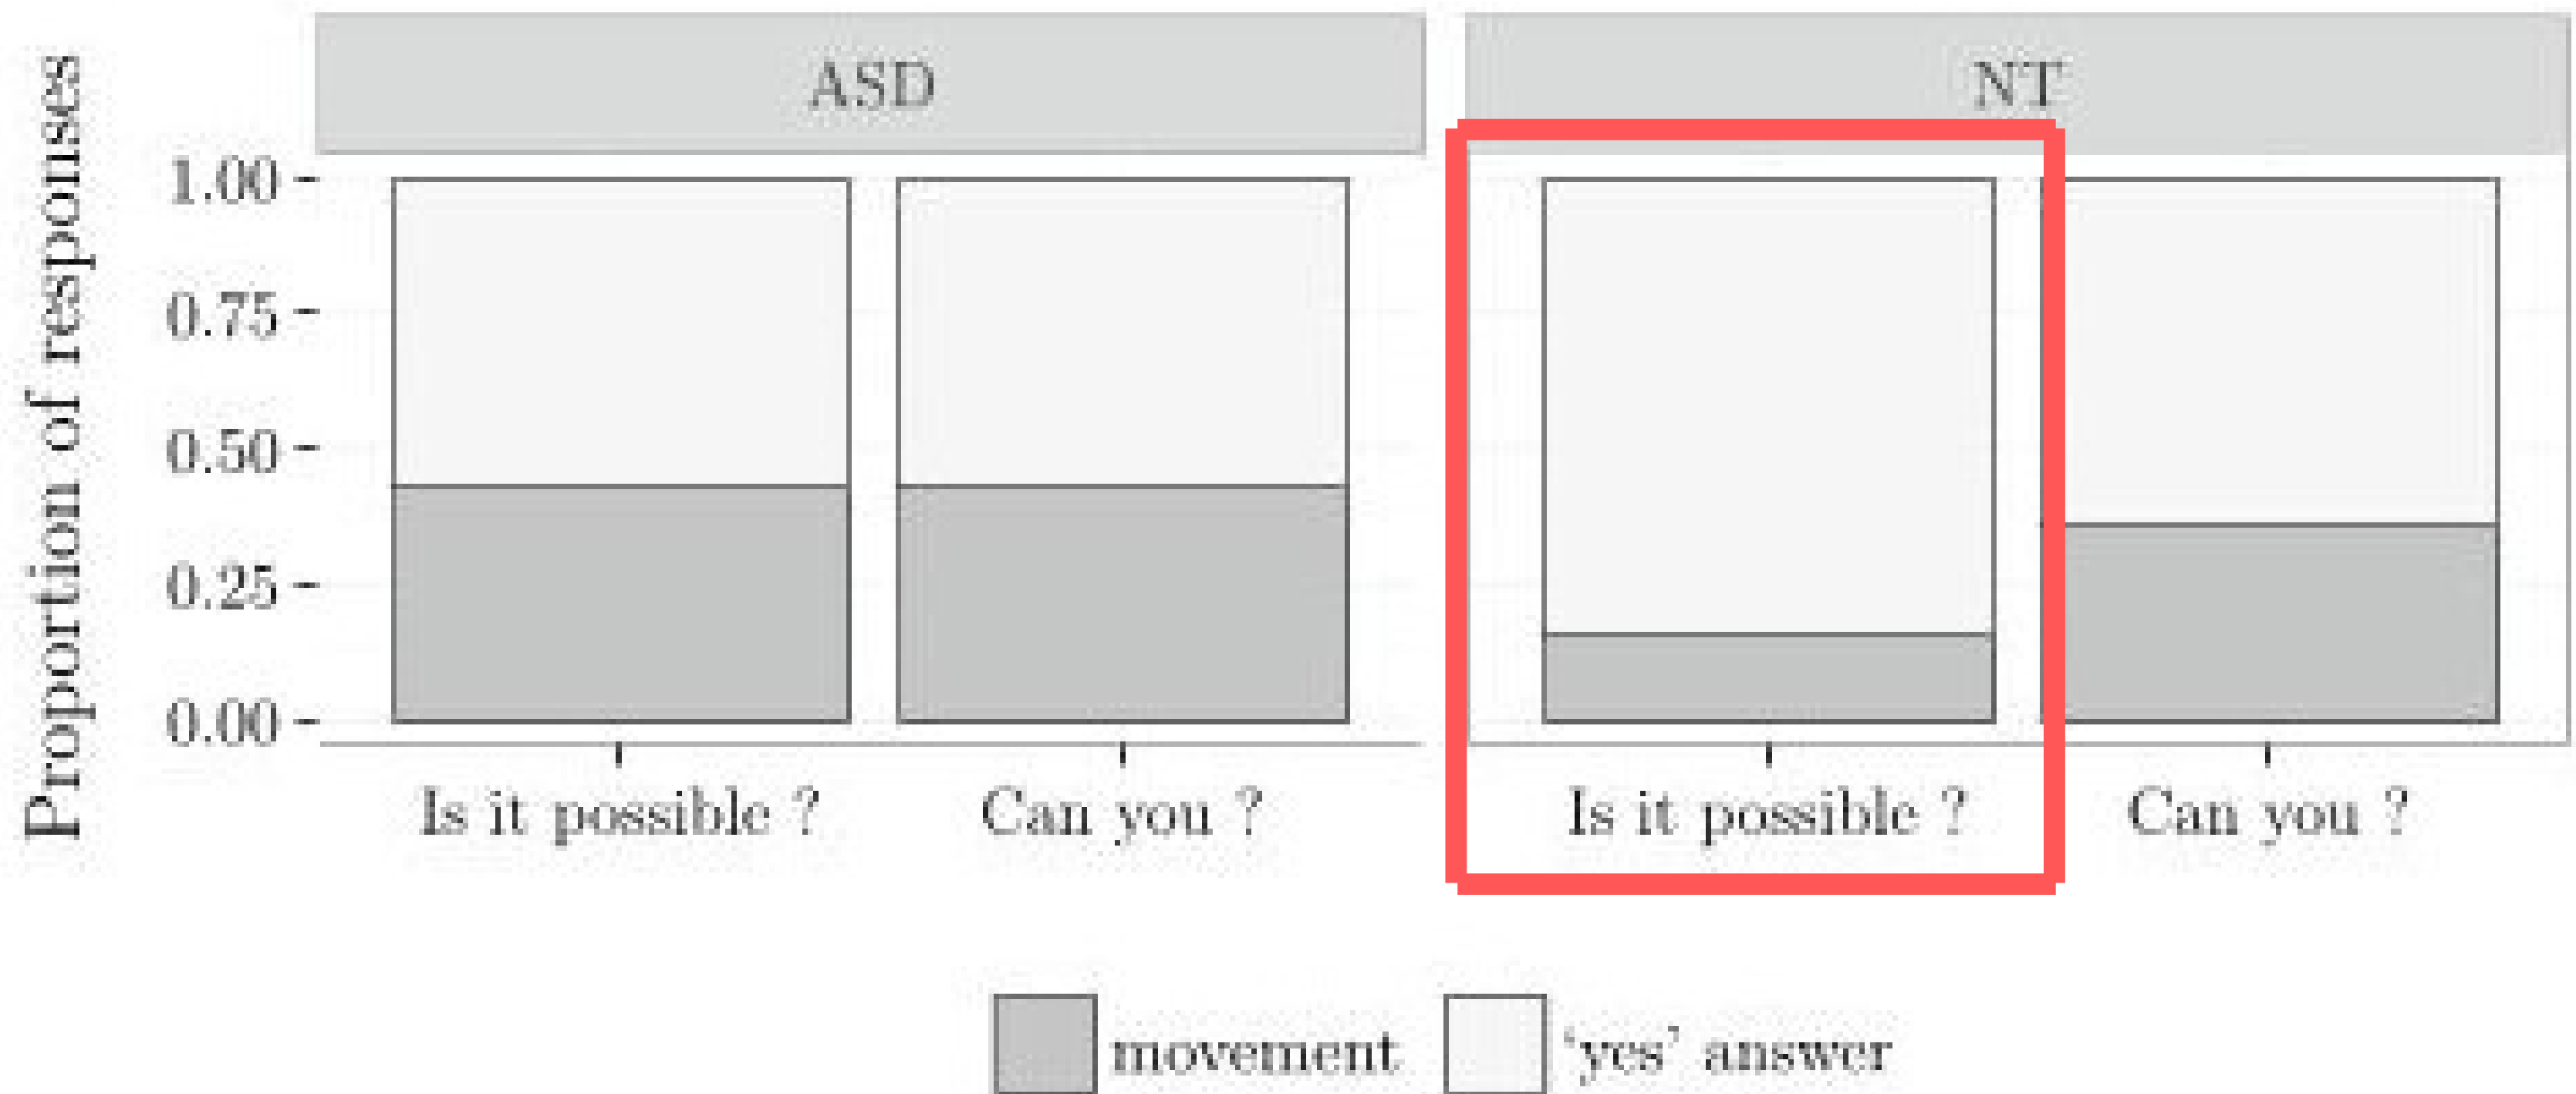 ASD
NT
Proportion of responses
1.00
0.75
0.50
0.25
0.00
Is it possible ?
Can you ?
Is it possible ?
Can you ?
movement
‘yes’ answer